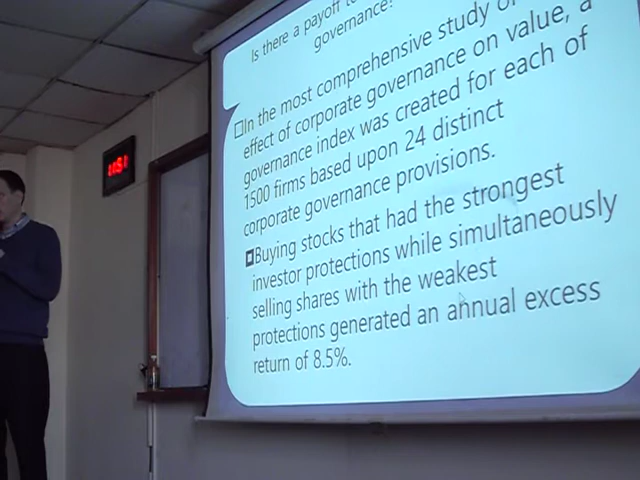 Is there a payoff
governance?
In the most comprehensive study
effect of corporate governance on value, a
governance index was created for each of
1500 firms based upon 24 distinct
corporate governance provisions.
Buying stocks that had the strongest
investor protections while simultaneously
selling shares with the weakest
protections generated an annual excess
return of 8.5%.